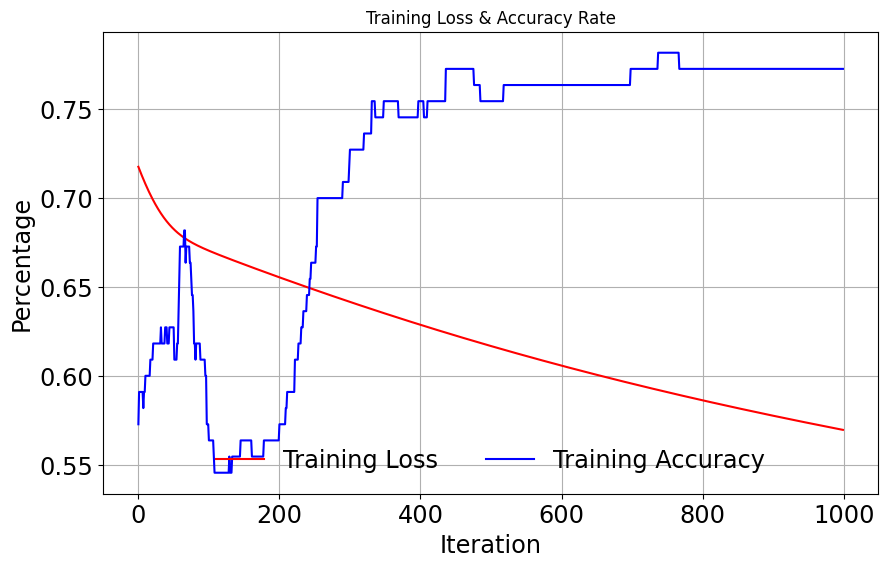 Training Loss & Accuracy Rate
Percentage
0.75
0.70
0.65
0.60
0.55
Training Loss Training Accuracy
0 200 400 600 800 1000
Iteration